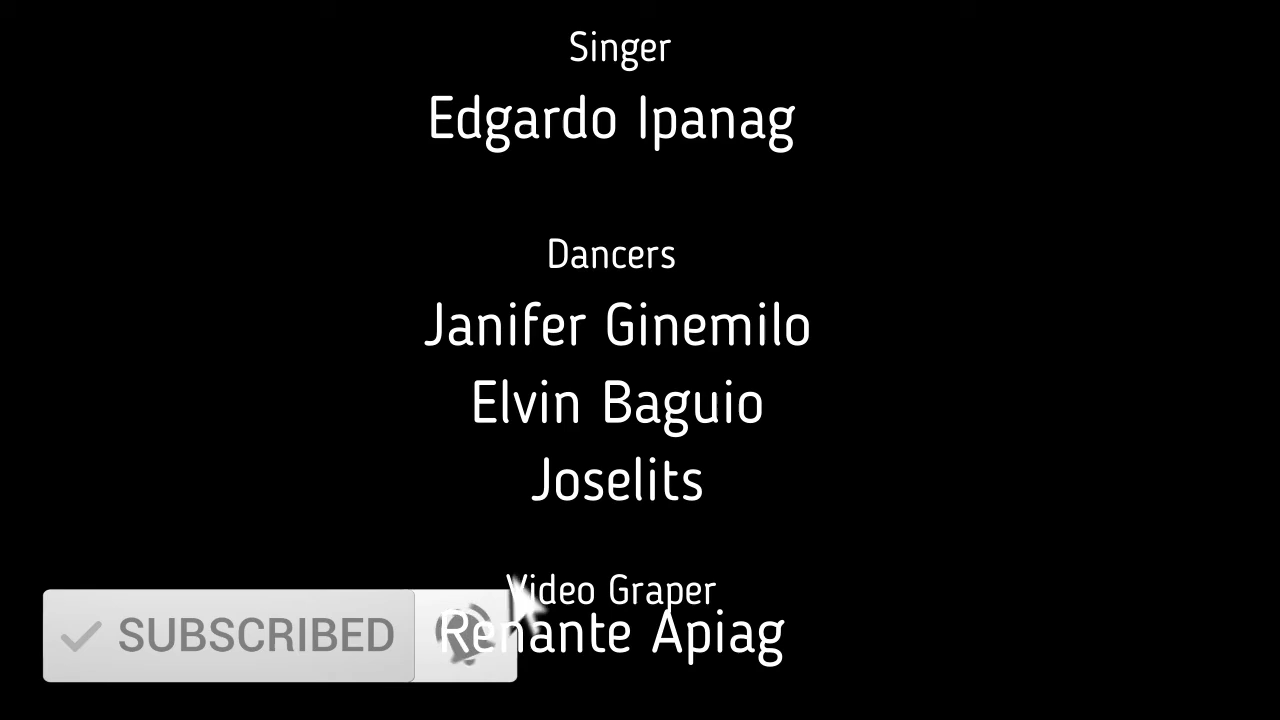 Singer
Edgardo Ipanag
Dancers
Janifer Ginemilo
Elvin Baguio
Joselits
Video Graper
Renante Apiag
SUBSCRIBED